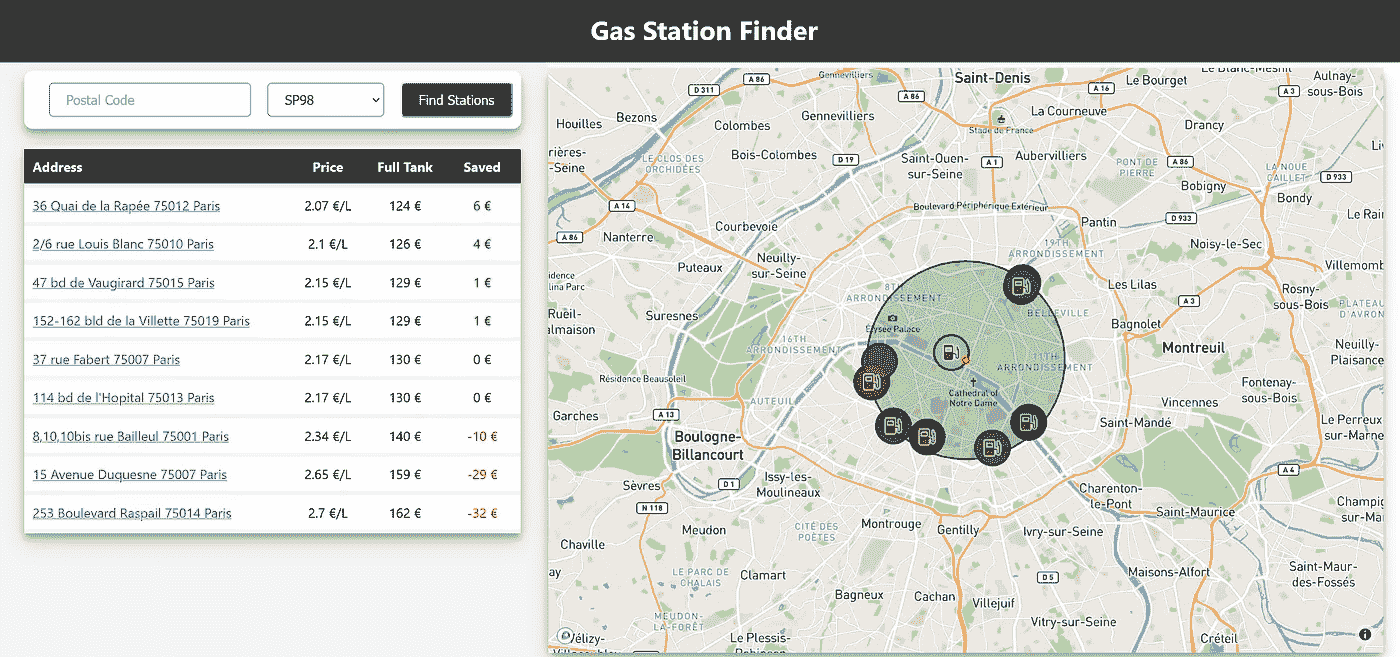 Gas Station Finder
Postal Code SP98 Find Stations
Address Price Full Tank Saved
36 Quai de la Rapée 75012 Paris 2.07 €/L 124 € 6 €
2/6 rue Louis Blanc 75010 Paris 2.1 €/L 126 € 4 €
47 bd de Vaugirard 75015 Paris 2.15 €/L 129 € 1 €
152-162 bld de la Villette 75019 Paris 2.15 €/L 129 € 1 €
37 rue Fabert 75007 Paris 2.17 €/L 130 € 0 €
114 bd de l'Hopital 75013 Paris 2.17 €/L 130 € 0 €
8,10,10bis rue Bailleul 75001 Paris 2.34 €/L 140 € -10 €
15 Avenue Duquesne 75007 Paris 2.65 €/L 159 € -29 €
253 Boulevard Raspail 75014 Paris 2.7 €/L 162 € -32 €
Gennevilliers
Saint-Denis
Le Bourget
Le Blanc-Mesnil
Aulnay-
sous-Bois
A 86
D 311
A 86
A 16
A 3
Houilles
Bezons
Colombes
Gennevilliers
La Courneuve
Stade de France
Drancy
rières-
-Seine
LE CLOS DES
ORCHIDÉES
Bois-Colombes
D 19
Saint-Ouen-
sur-Seine
A 1
Aubervilliers
PONT DE
PIERRE
A 86
LA NOUE
CAILLET
D 933
Bobigny
Bondy
A 14
Boulevard Périphérique Extérieur
Pantin
D 933
Le Rai
A 86
Nanterre
Courbevoie
19TH
ARRONDISSEMENT
Noisy-le-Sec
Puteaux
Neuilly-
sur-Seine
Villemomb
idence
lina Parc
8TH
ARRONDISSEMENT
Les Lilas
A 3
Rosny-
sous-Bois
PLATEAU
D'AVRON
Rueil-
almaison
Suresnes
Élysée Palace
BELLEVILLE
Bagnolet
16TH
ARRONDISSEMENT
Montreuil
Neuilly-
Plaisance
11TH
ARRONDISSEMENT
Résidence Beausoleil
Cathedral of
Notre Dame
Fontenay-
sous-Bois
AUTEUIL
Vincennes
Garches
A 13
Saint-Mandé
Le Perreux
sur-Marne
Boulogne-
Billancourt
A 4
Sèvres
D 1
Issy-les-
Moulineaux
Charenton-
le-Pont
N 118
Saint-Maurice
Champig
sur-Ma
Meudon
CITÉ DES
POÈTES
Montrouge
Gentilly
Ivry-sur-Seine
Chaville
ay
LE PARC DE
CHALAIS
Clamart
D 5
Maisons-Alfort
Saint-Maur-
des-Fossés
Bagneux
Cachan
Villejuif
MEUDON-
LA-FORÊT
Vitry-sur-Seine
Vélizy-
Villacoublay
Le Plessis-
Robinson
Créteil